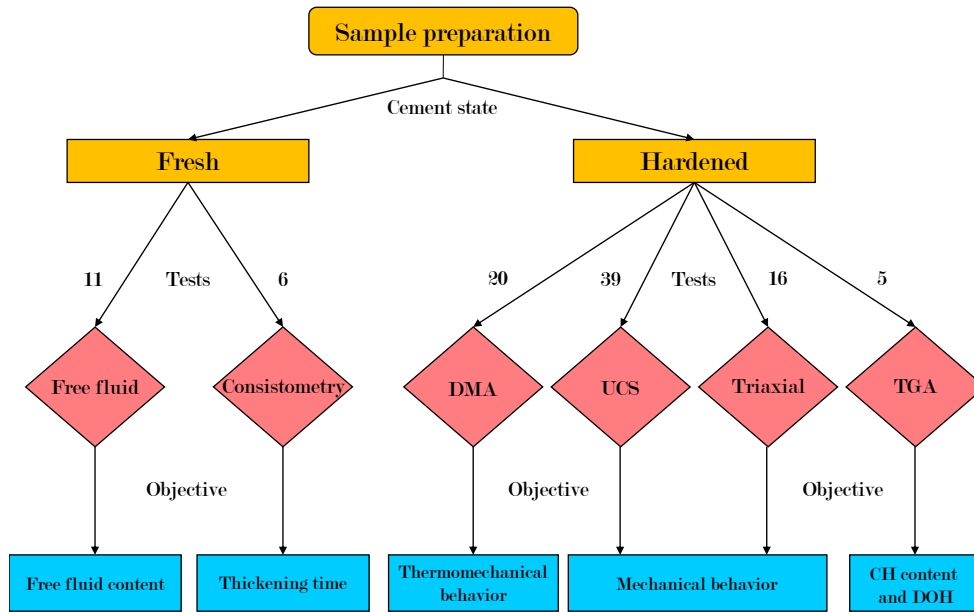 Sample preparation
Cement state
Fresh
Hardened
11
Tests
6
20
39
Tests
16
5
Free fluid
Consistometry
DMA
UCS
Triaxial
TGA
Objective
Objective
Objective
Free fluid content
Thickening time
Thermomechanical
behavior
Mechanical behavior
CH content
and DOH